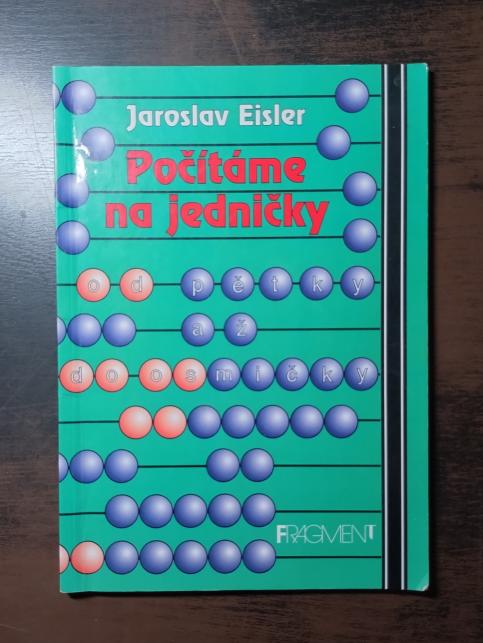 Jaroslav Eisler
Počítáme
na jedničky
od pětky
až
do osmičky
FRAGMENT